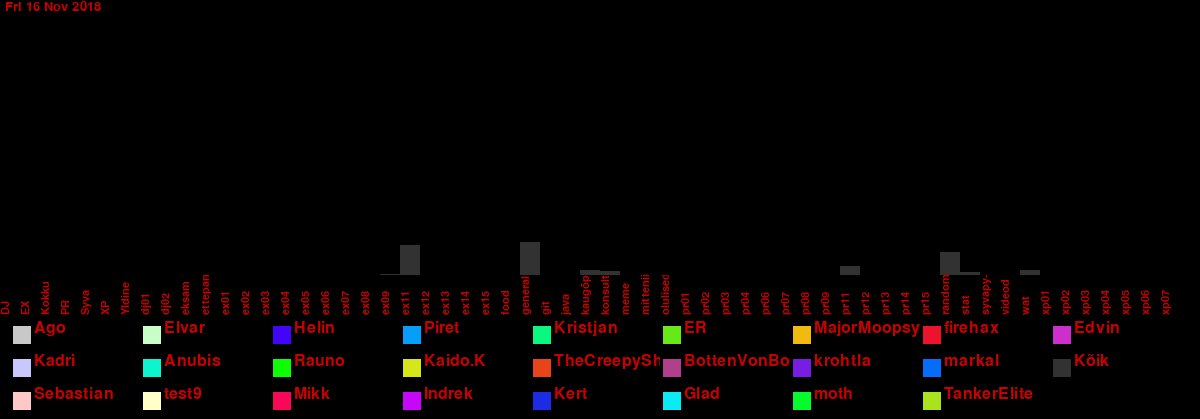 Fri 16 Nov 2018
DJ
EX
Kokku
PR
Syva
XP
Yldine
dj01
dj02
eksam
ettepan
ex01
ex02
ex03
ex04
ex05
ex06
ex07
ex08
ex09
ex11
ex12
ex13
ex14
ex15
food
general
git
java
kaugõp
konsult
meme
mittenii
olulised
pr01
pr02
pr03
pr04
pr06
pr07
pr08
pr09
pr11
pr12
pr13
pr14
pr15
random
stat
syvapy-
videod
wat
xp01
xp02
xp03
xp04
xp05
xp06
xp07
Ago Elvar Helin Piret Kristjan ER MajorMoopsy firehax Edvin
Kadri Anubis Rauno Kaido.K TheCreepySh BottenVonBo krohtla markal Kõik
Sebastian test9 Mikk Indrek Kert Glad moth TankerElite